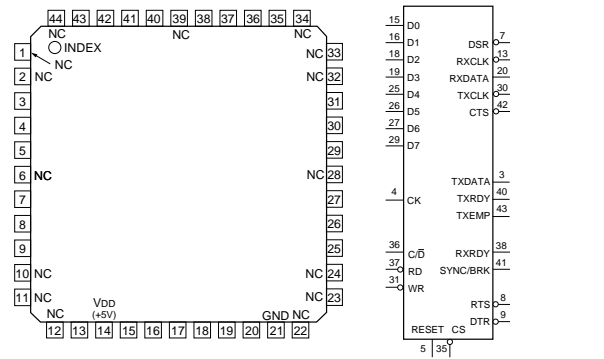 44 43 42 41 40 39 38 37 36 35 34
NC NC NC
INDEX
1 NC NC 33
2 NC NC 32
3 31
4 30
5 29
6 NC NC 28
7 27
8 26
9 25
10 NC NC 24
11 NC NC 23
NC VDD (+5V) GND NC
12 13 14 15 16 17 18 19 20 21 22
15 D0
16 D1 DSR 7
18 D2 RXCLK 13
19 D3 RXDATA 20
25 D4 TXCLK 30
26 D5 CTS 42
27 D6
29 D7
TXDATA 3
4 CK TXRDY 40
TXEMP 43
36 C/D̅ RXRDY 38
37 RD SYNC/BRK 41
31 WR
RTS 8
DTR 9
RESET CS
5 35